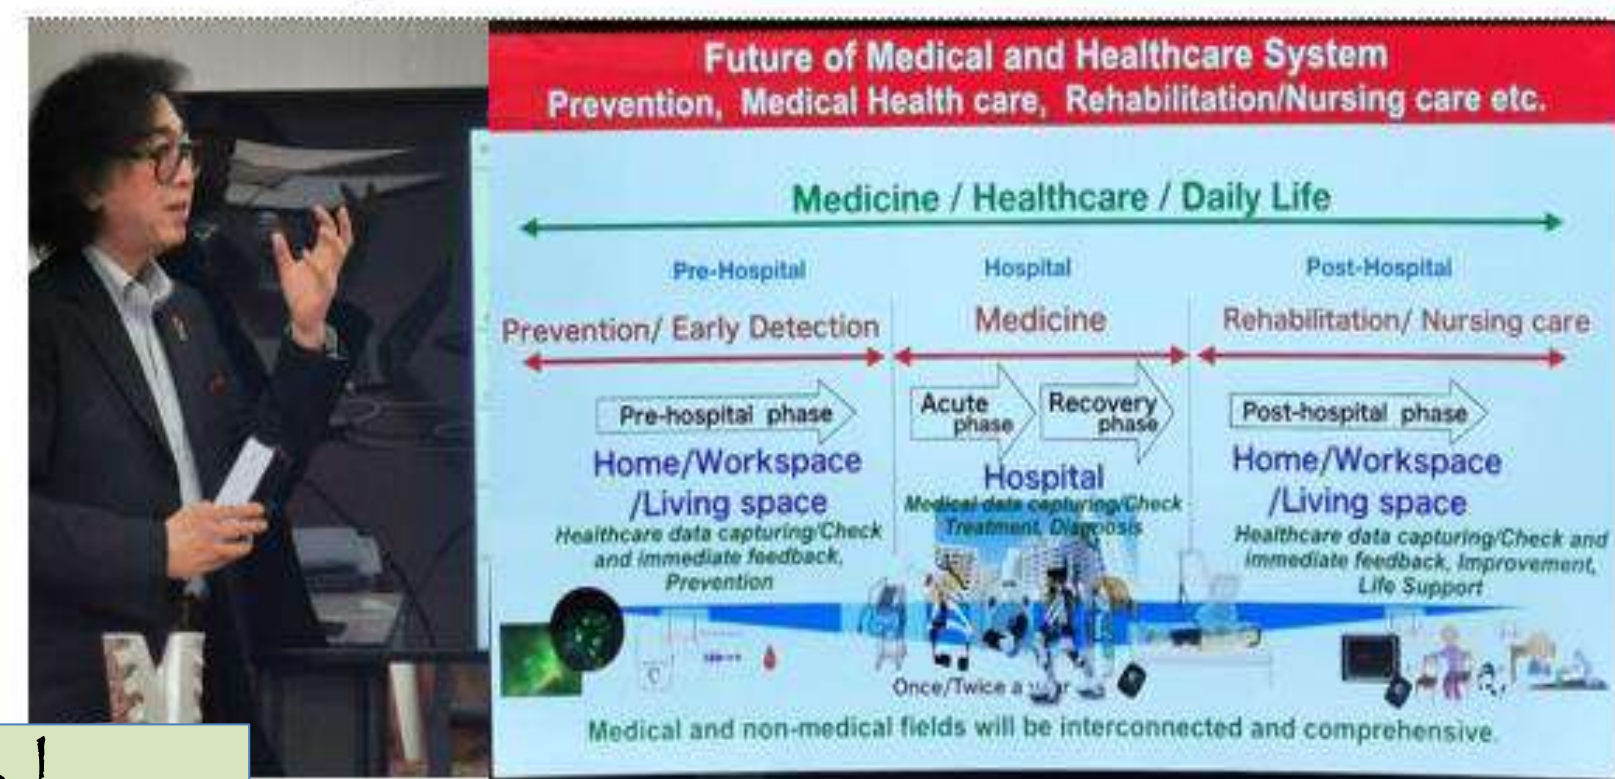 Future of Medical and Healthcare System
Prevention, Medical Health care, Rehabilitation/Nursing care etc.
Medicine / Healthcare / Daily Life
Pre-Hospital
Hospital
Post-Hospital
Prevention/ Early Detection
Medicine
Rehabilitation/ Nursing care
Pre-hospital phase
Acute
phase
Recovery
phase
Post-hospital phase
Home/Workspace
/Living space
Healthcare data capturing/Check
and immediate feedback,
Prevention
Hospital
Medical data capturing/Check
Treatment, Diagnosis
Home/Workspace
/Living space
Healthcare data capturing/Check and
immediate feedback, Improvement,
Life Support
Once/Twice a
Medical and non-medical fields will be interconnected and comprehensive.